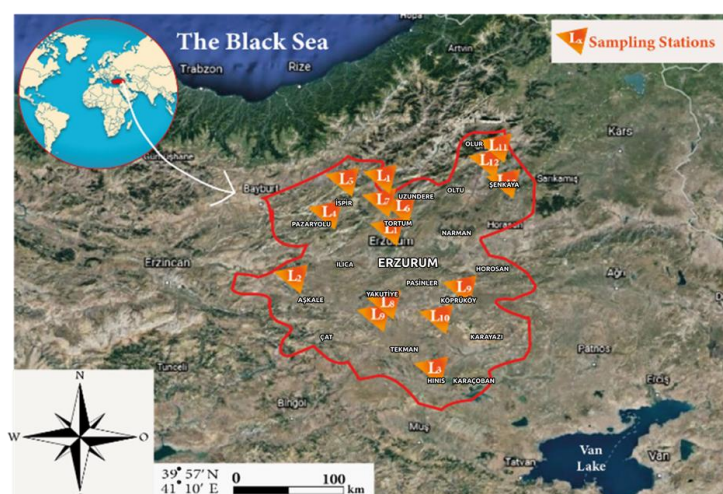 Hopa
The Black Sea
Artvin
L4 Sampling Stations
Trabzon
Rize
Kars
OLUR
L11
L12
Gümüşhane
Bayburt
L5
L1
ŞENKAYA
Sarıkamış
OLTU
UZUNDERE
İSPİR
L7
L6
L4
PAZARYOLU
TORTUM
Horasan
NARMAN
Erzurum
Erzincan
ILICA
ERZURUM
HOROSAN
Ağrı
L2
PASİNLER
L9
AŞKALE
YAKUTİYE
L8
KÖPRÜKÖY
L9
L10
ÇAT
KARAYAZI
TEKMAN
Patnos
Tunceli
L3
HINIS
KARAÇOBAN
Erciş
Bingöl
Muş
N
W
O
S
Van
Lake
Tatvan
Van
39° 57' N
41° 10' E
0
100
km